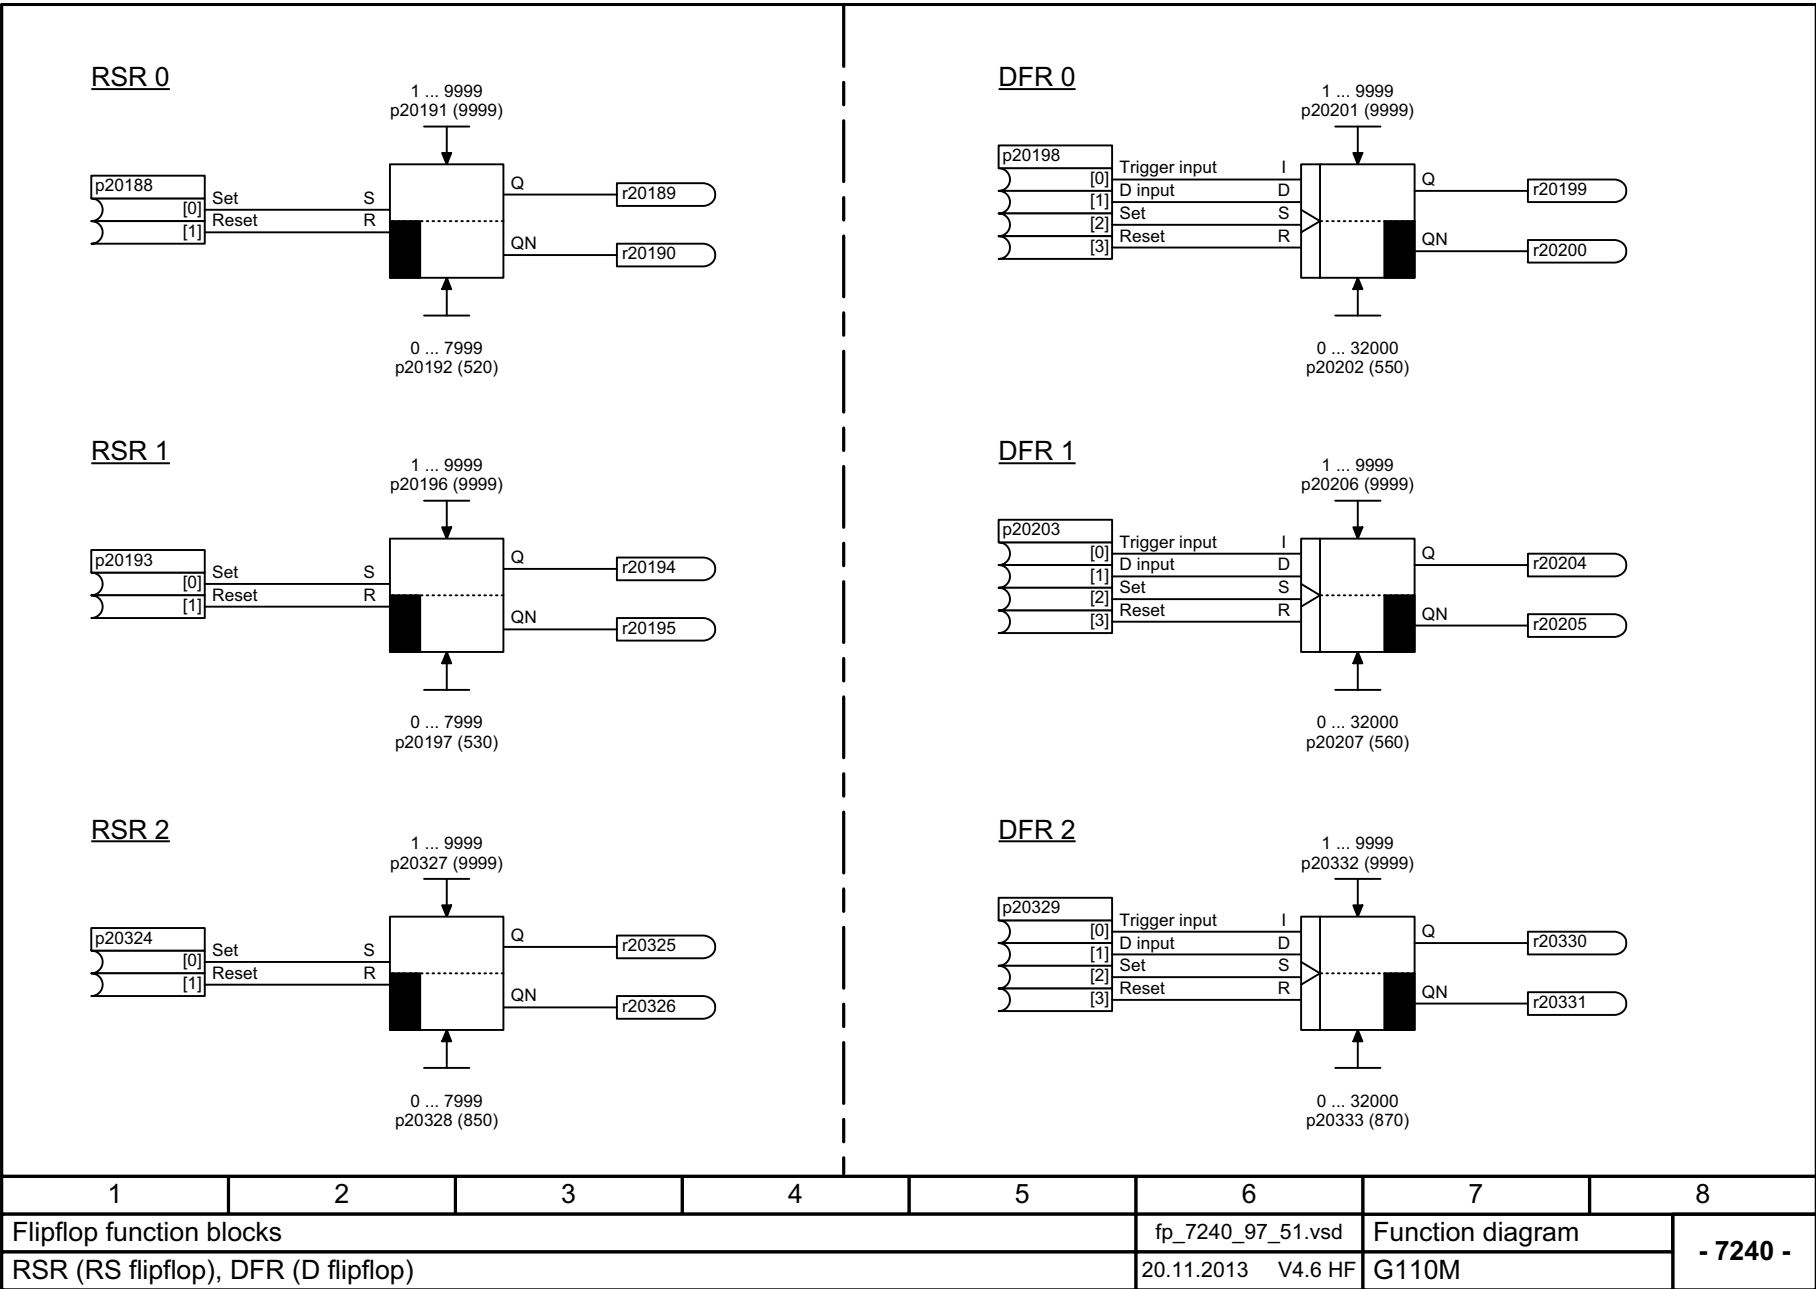 RSR 0
1 ... 9999
p20191 (9999)
p20188
[0] Set S
[1] Reset R
Q r20189
QN r20190
0 ... 7999
p20192 (520)
RSR 1
1 ... 9999
p20196 (9999)
p20193
[0] Set S
[1] Reset R
Q r20194
QN r20195
0 ... 7999
p20197 (530)
RSR 2
1 ... 9999
p20327 (9999)
p20324
[0] Set S
[1] Reset R
Q r20325
QN r20326
0 ... 7999
p20328 (850)
DFR 0
1 ... 9999
p20201 (9999)
p20198
[0] Trigger input I
[1] D input D
[2] Set S
[3] Reset R
Q r20199
QN r20200
0 ... 32000
p20202 (550)
DFR 1
1 ... 9999
p20206 (9999)
p20203
[0] Trigger input I
[1] D input D
[2] Set S
[3] Reset R
Q r20204
QN r20205
0 ... 32000
p20207 (560)
DFR 2
1 ... 9999
p20332 (9999)
p20329
[0] Trigger input I
[1] D input D
[2] Set S
[3] Reset R
Q r20330
QN r20331
0 ... 32000
p20333 (870)
1 2 3 4 5 6 7 8
Flipflop function blocks fp_7240_97_51.vsd Function diagram - 7240 -
RSR (RS flipflop), DFR (D flipflop) 20.11.2013 V4.6 HF G110M